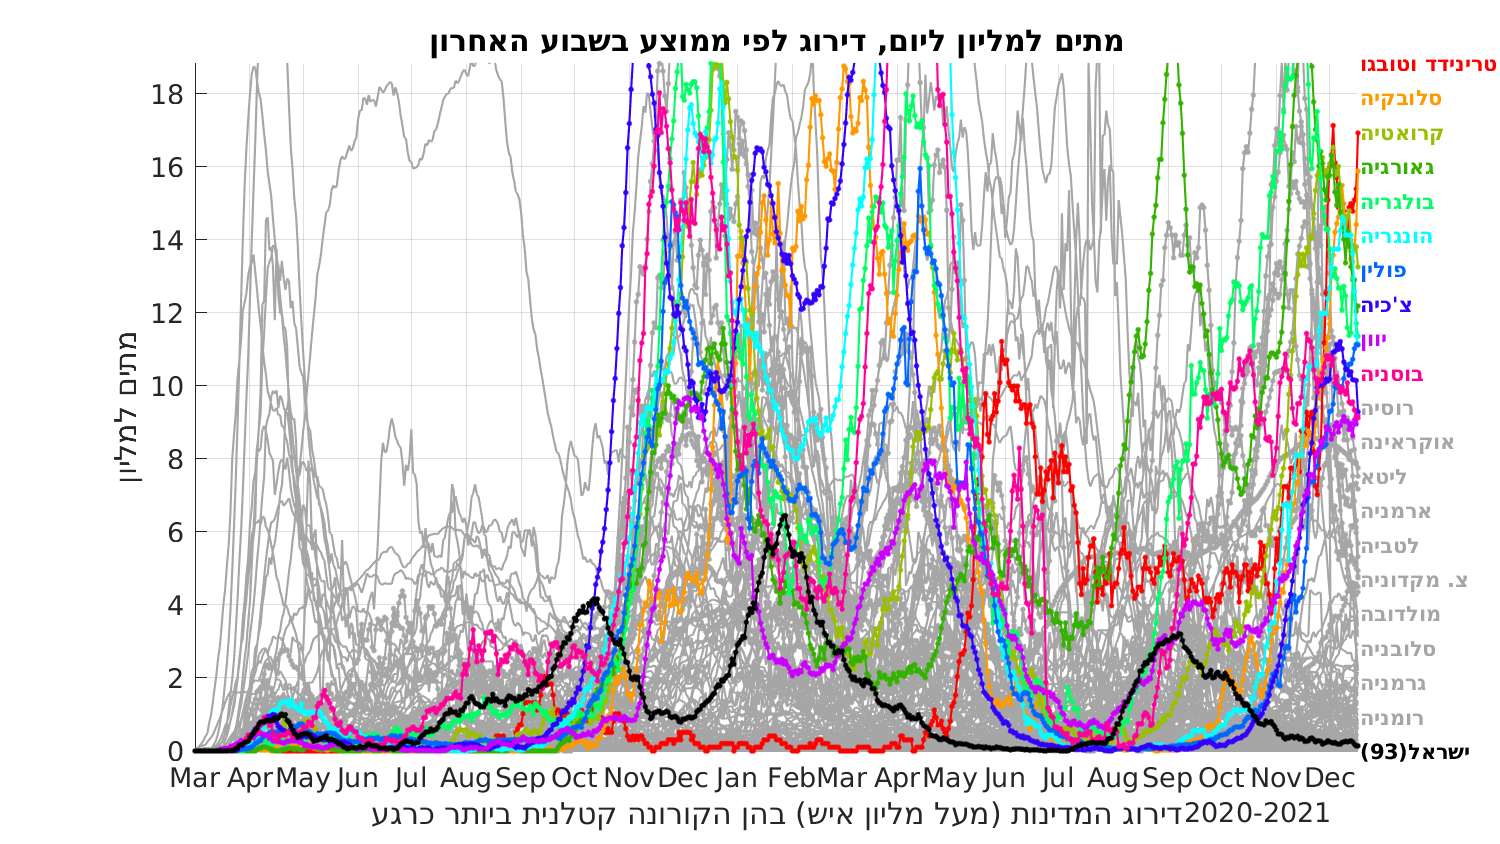 מתים למליון ליום, דירוג לפי ממוצע בשבוע האחרון
מתים למליון
18
16
14
12
10
8
6
4
2
0
Mar Apr May Jun Jul Aug Sep Oct Nov Dec Jan Feb Mar Apr May Jun Jul Aug Sep Oct Nov Dec
דירוג המדינות (מעל מליון איש) בהן הקורונה קטלנית ביותר כרגע 2020-2021
טרינידד וטובגו
סלובקיה
קרואטיה
גאורגיה
בולגריה
הונגריה
פולין
צ'כיה
יוון
בוסניה
רוסיה
אוקראינה
ליטא
ארמניה
לטביה
צ. מקדוניה
מולדובה
סלובניה
גרמניה
רומניה
ישראל(93)